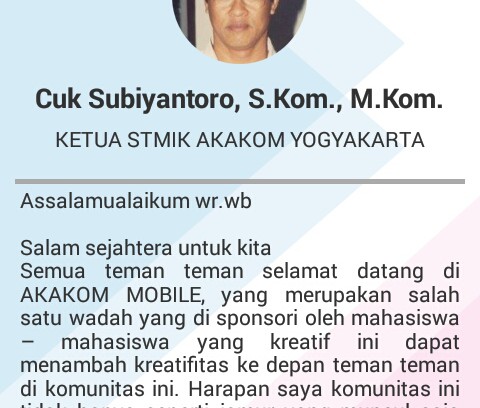 Cuk Subiyantoro, S.Kom., M.Kom.
KETUA STMIK AKAKOM YOGYAKARTA
Assalamualaikum wr.wb
Salam sejahtera untuk kita
Semua teman teman selamat datang di
AKAKOM MOBILE, yang merupakan salah
satu wadah yang di sponsori oleh mahasiswa
– mahasiswa yang kreatif ini dapat
menambah kreatifitas ke depan teman teman
di komunitas ini. Harapan saya komunitas ini